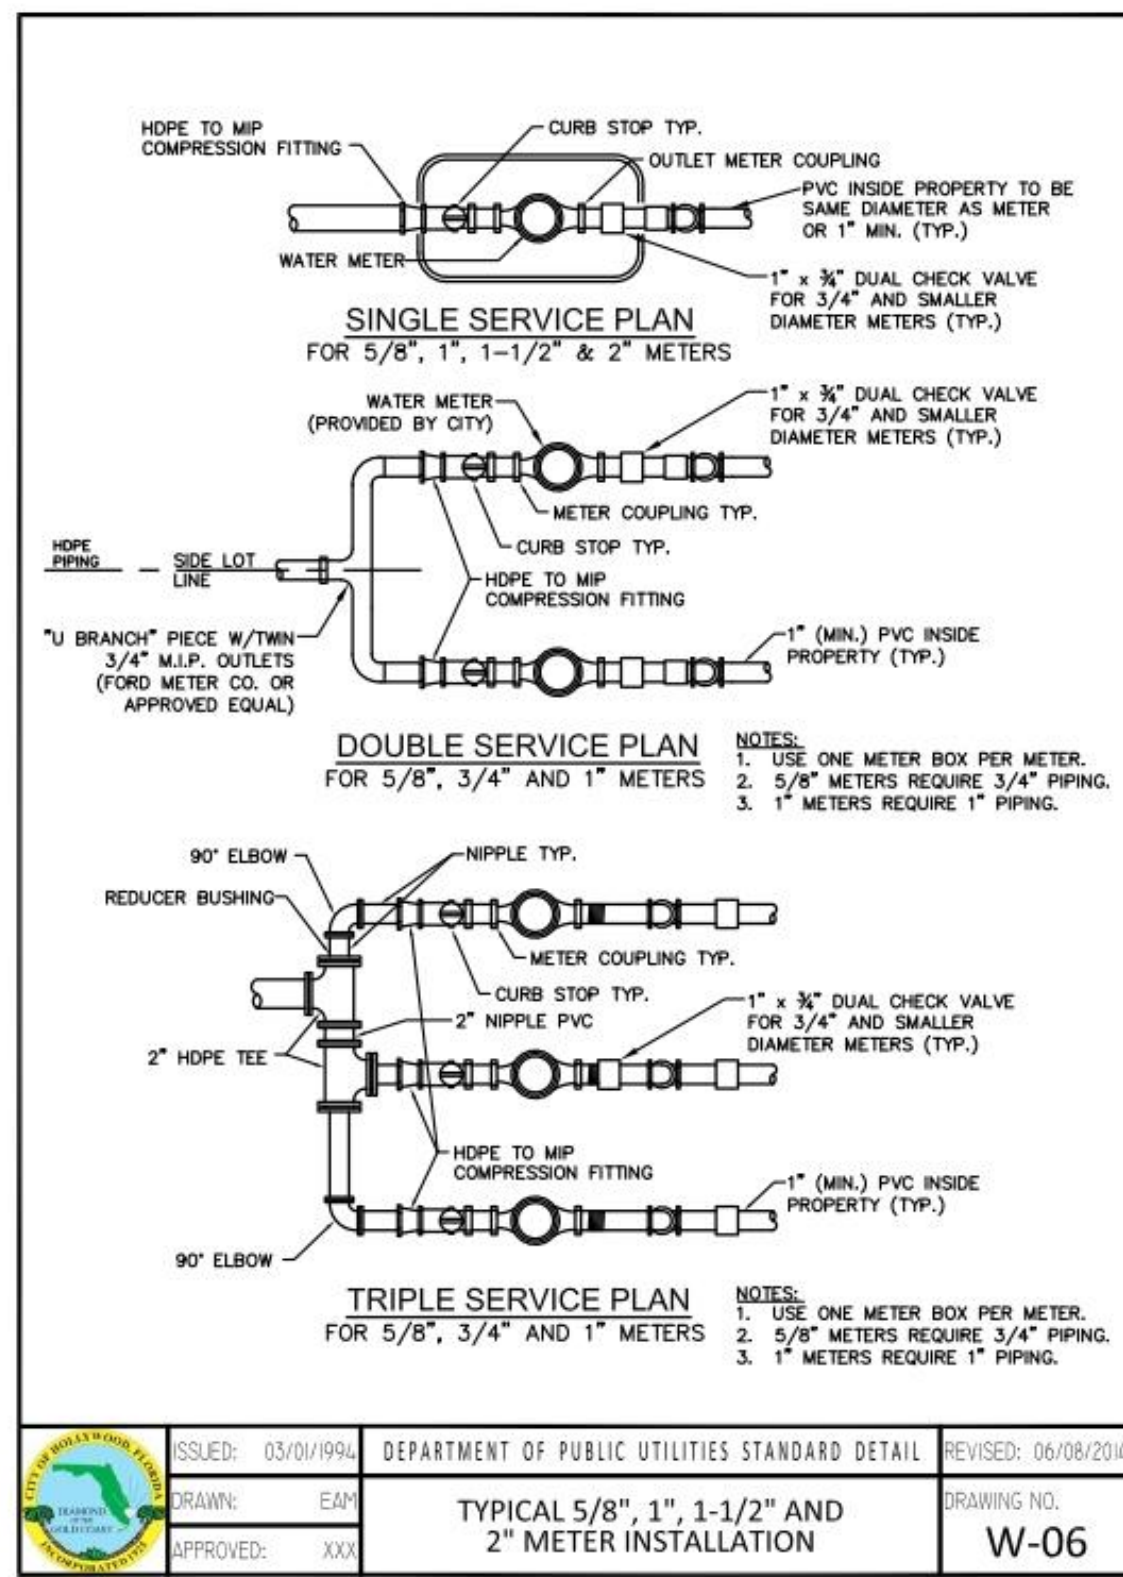 HDPE TO MIP
COMPRESSION FITTING
CURB STOP TYP.
OUTLET METER COUPLING
PVC INSIDE PROPERTY TO BE
SAME DIAMETER AS METER
OR 1" MIN. (TYP.)
WATER METER
1" x ¾" DUAL CHECK VALVE
FOR 3/4" AND SMALLER
DIAMETER METERS (TYP.)
SINGLE SERVICE PLAN
FOR 5/8", 1", 1-1/2" & 2" METERS
WATER METER
(PROVIDED BY CITY)
1" x ¾" DUAL CHECK VALVE
FOR 3/4" AND SMALLER
DIAMETER METERS (TYP.)
METER COUPLING TYP.
CURB STOP TYP.
HDPE
PIPING
SIDE LOT
LINE
HDPE TO MIP
COMPRESSION FITTING
"U BRANCH" PIECE W/TWIN
3/4" M.I.P. OUTLETS
(FORD METER CO. OR
APPROVED EQUAL)
1" (MIN.) PVC INSIDE
PROPERTY (TYP.)
DOUBLE SERVICE PLAN
FOR 5/8", 3/4" AND 1" METERS
NOTES:
1. USE ONE METER BOX PER METER.
2. 5/8" METERS REQUIRE 3/4" PIPING.
3. 1" METERS REQUIRE 1" PIPING.
90° ELBOW
NIPPLE TYP.
REDUCER BUSHING
METER COUPLING TYP.
CURB STOP TYP.
2" NIPPLE PVC
2" HDPE TEE
1" x ¾" DUAL CHECK VALVE
FOR 3/4" AND SMALLER
DIAMETER METERS (TYP.)
HDPE TO MIP
COMPRESSION FITTING
1" (MIN.) PVC INSIDE
PROPERTY (TYP.)
90° ELBOW
TRIPLE SERVICE PLAN
FOR 5/8", 3/4" AND 1" METERS
NOTES:
1. USE ONE METER BOX PER METER.
2. 5/8" METERS REQUIRE 3/4" PIPING.
3. 1" METERS REQUIRE 1" PIPING.
CITY OF HOLLYWOOD, FLORIDA
DIAMOND
OF THE
GOLD COAST
INCORPORATED 1925
ISSUED: 03/01/1994
DRAWN: EAM
APPROVED: XXX
DEPARTMENT OF PUBLIC UTILITIES STANDARD DETAIL
TYPICAL 5/8", 1", 1-1/2" AND
2" METER INSTALLATION
REVISED:
DRAWING NO.
W-06